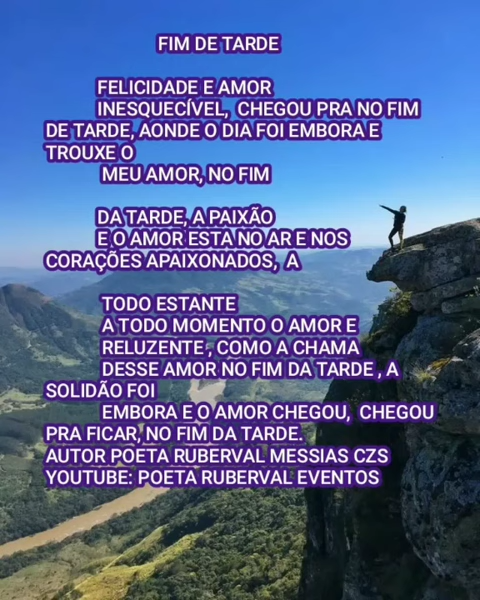 FIM DE TARDE
FELICIDADE E AMOR
INESQUECÍVEL, CHEGOU PRA NO FIM
DE TARDE, AONDE O DIA FOI EMBORA E
TROUXE O
MEU AMOR, NO FIM
DA TARDE, A PAIXÃO
E O AMOR ESTA NO AR E NOS
CORAÇÕES APAIXONADOS, A
TODO ESTANTE
A TODO MOMENTO O AMOR E
RELUZENTE , COMO A CHAMA
DESSE AMOR NO FIM DA TARDE , A
SOLIDÃO FOI
EMBORA E O AMOR CHEGOU, CHEGOU
PRA FICAR, NO FIM DA TARDE.
AUTOR POETA RUBERVAL MESSIAS CZS
YOUTUBE: POETA RUBERVAL EVENTOS